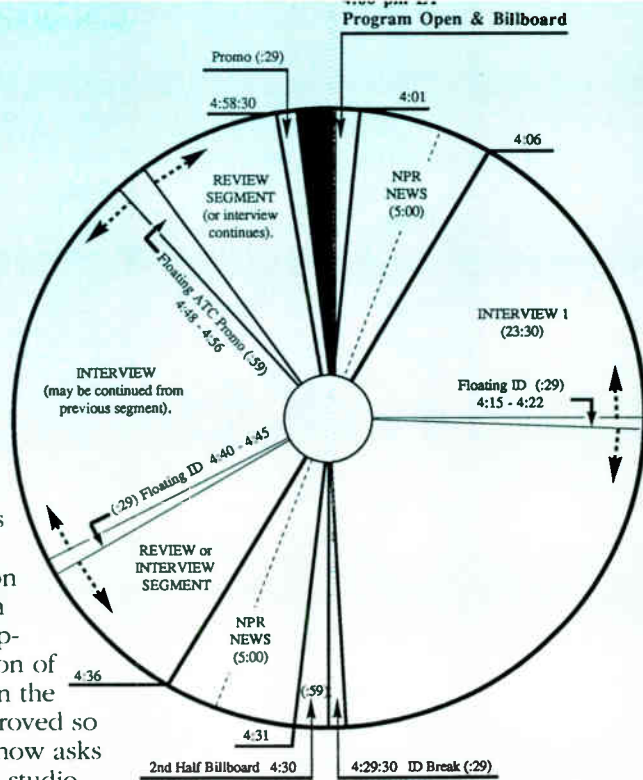 Program Open & Billboard
Promo (:29)
4:58:30
4:01
4:06
NPR
NEWS
(5:00)
REVIEW
SEGMENT
(or interview
continues).
INTERVIEW 1
(23:30)
Floating ATC Promo (:59)
4:48 - 4:56
Floating ID (:29)
4:15 - 4:22
INTERVIEW
(may be continued from
previous segment).
(:29) Floating ID 4:40 - 4:45
REVIEW or
INTERVIEW
SEGMENT
NPR
NEWS
(5:00)
4:36
(:59)
4:31
2nd Half Billboard 4:30
4:29:30 ID Break (:29)
s
on
p-
on of
n the
roved so
now asks
studio